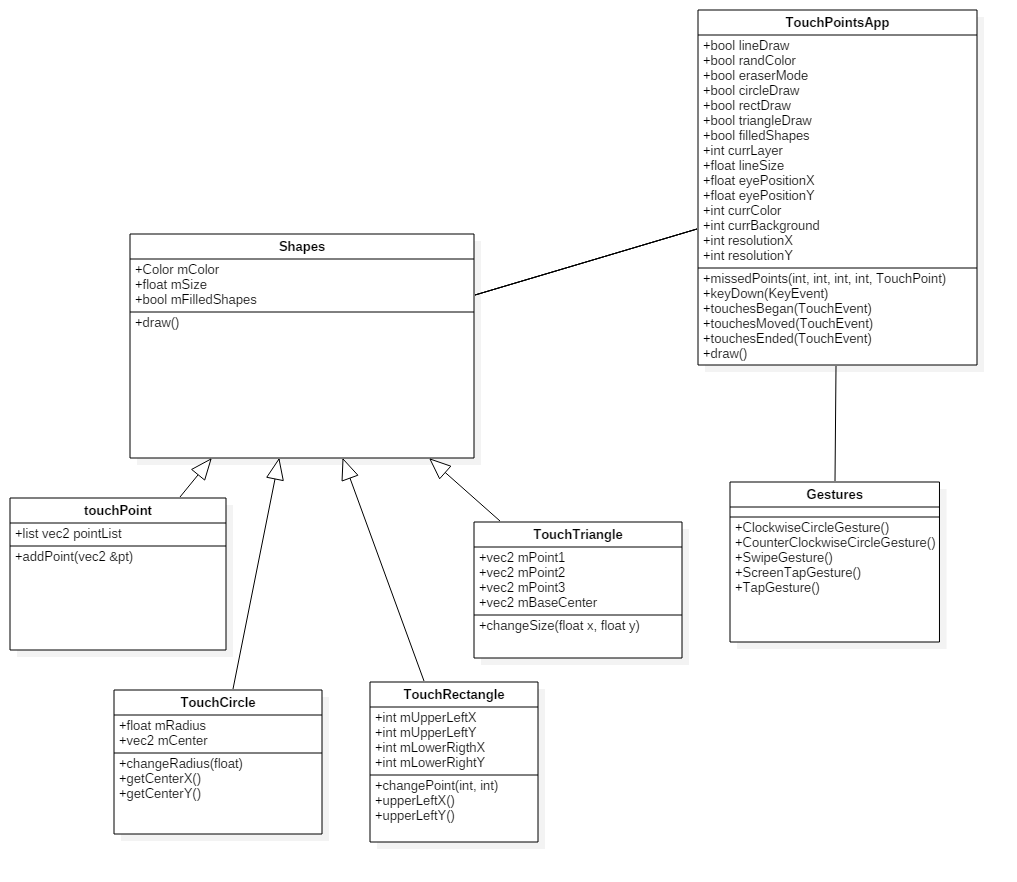 TouchPointsApp
+bool lineDraw
+bool randColor
+bool eraserMode
+bool circleDraw
+bool rectDraw
+bool triangleDraw
+bool filledShapes
+int currLayer
+float lineSize
+float eyePositionX
+float eyePositionY
+int currColor
+int currBackground
+int resolutionX
+int resolutionY
+missedPoints(int, int, int, int, TouchPoint)
+keyDown(KeyEvent)
+touchesBegan(TouchEvent)
+touchesMoved(TouchEvent)
+touchesEnded(TouchEvent)
+draw()
Shapes
+Color mColor
+float mSize
+bool mFilledShapes
+draw()
touchPoint
+list vec2 pointList
+addPoint(vec2 &pt)
TouchTriangle
+vec2 mPoint1
+vec2 mPoint2
+vec2 mPoint3
+vec2 mBaseCenter
+changeSize(float x, float y)
Gestures
+ClockwiseCircleGesture()
+CounterClockwiseCircleGesture()
+SwipeGesture()
+ScreenTapGesture()
+TapGesture()
TouchCircle
+float mRadius
+vec2 mCenter
+changeRadius(float)
+getCenterX()
+getCenterY()
TouchRectangle
+int mUpperLeftX
+int mUpperLeftY
+int mLowerRigthX
+int mLowerRightY
+changePoint(int, int)
+upperLeftX()
+upperLeftY()